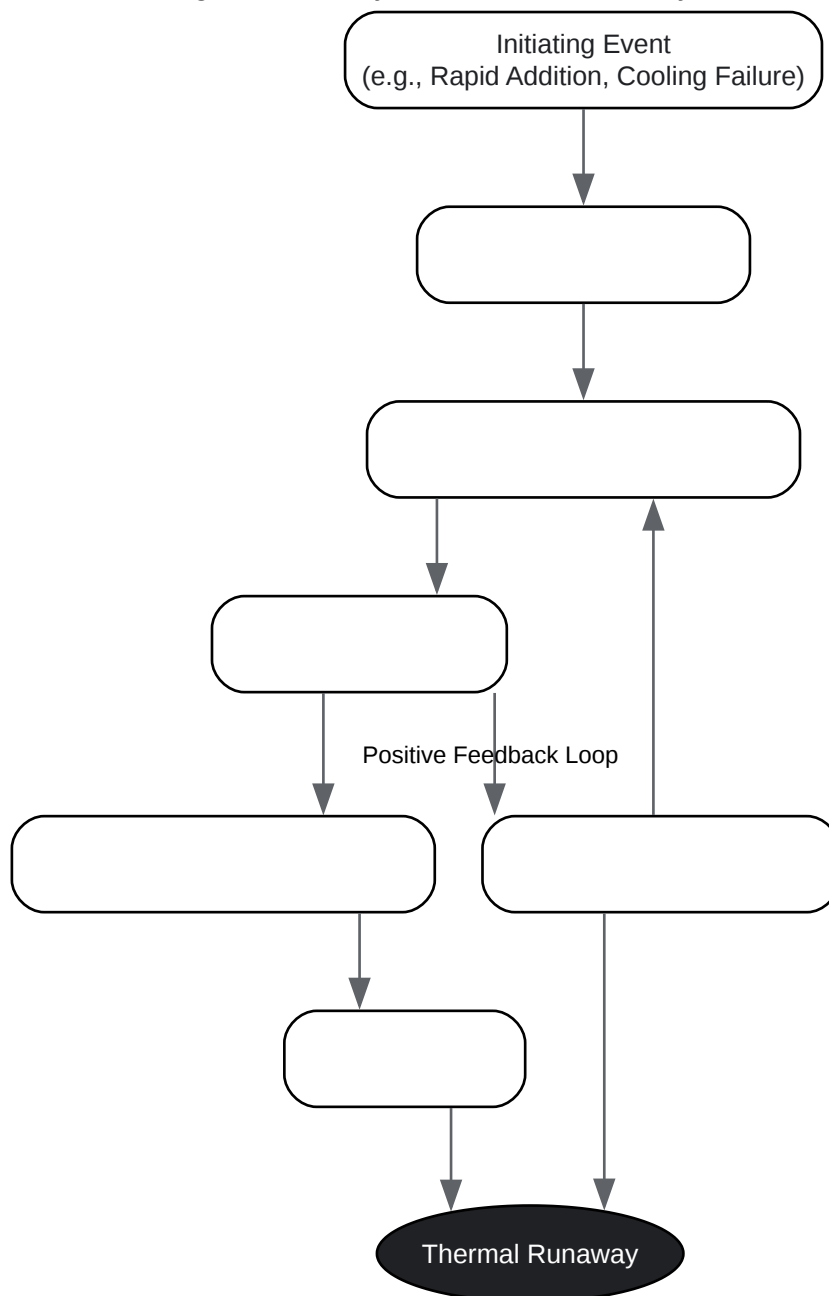 Initiating Event
(e.g., Rapid Addition, Cooling Failure)
Positive Feedback Loop
Thermal Runaway